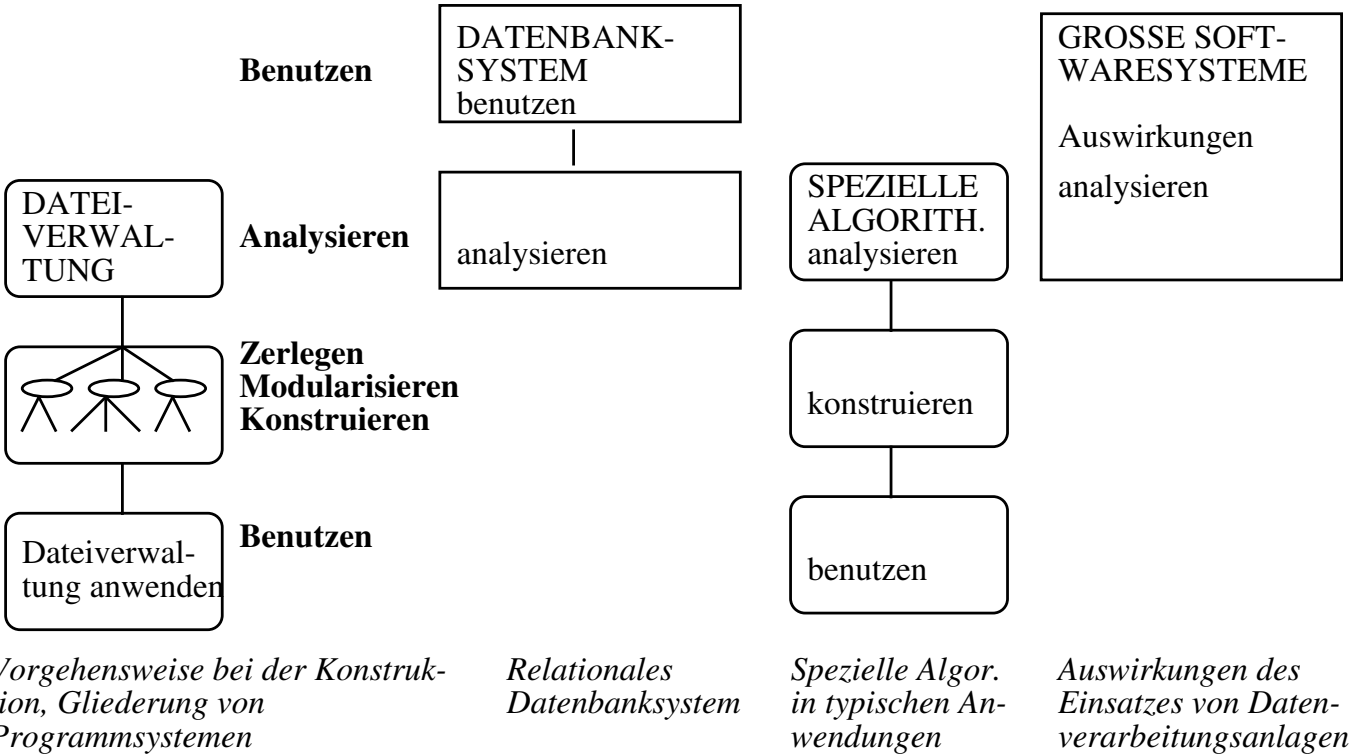 Benutzen
DATENBANK-
SYSTEM
benutzen
GROSSE SOFT-
WARESYSTEME
Auswirkungen
analysieren
DATEI-
VERWAL-
TUNG
Analysieren
analysieren
SPEZIELLE
ALGORITH.
analysieren
Zerlegen
Modularisieren
Konstruieren
konstruieren
Dateiverwal-
tung anwenden
Benutzen
benutzen
Vorgehensweise bei der Konstruk-
tion, Gliederung von
Programmsystemen
Relationales
Datenbanksystem
Spezielle Algor.
in typischen An-
wendungen
Auswirkungen des
Einsatzes von Daten-
verarbeitungsanlagen